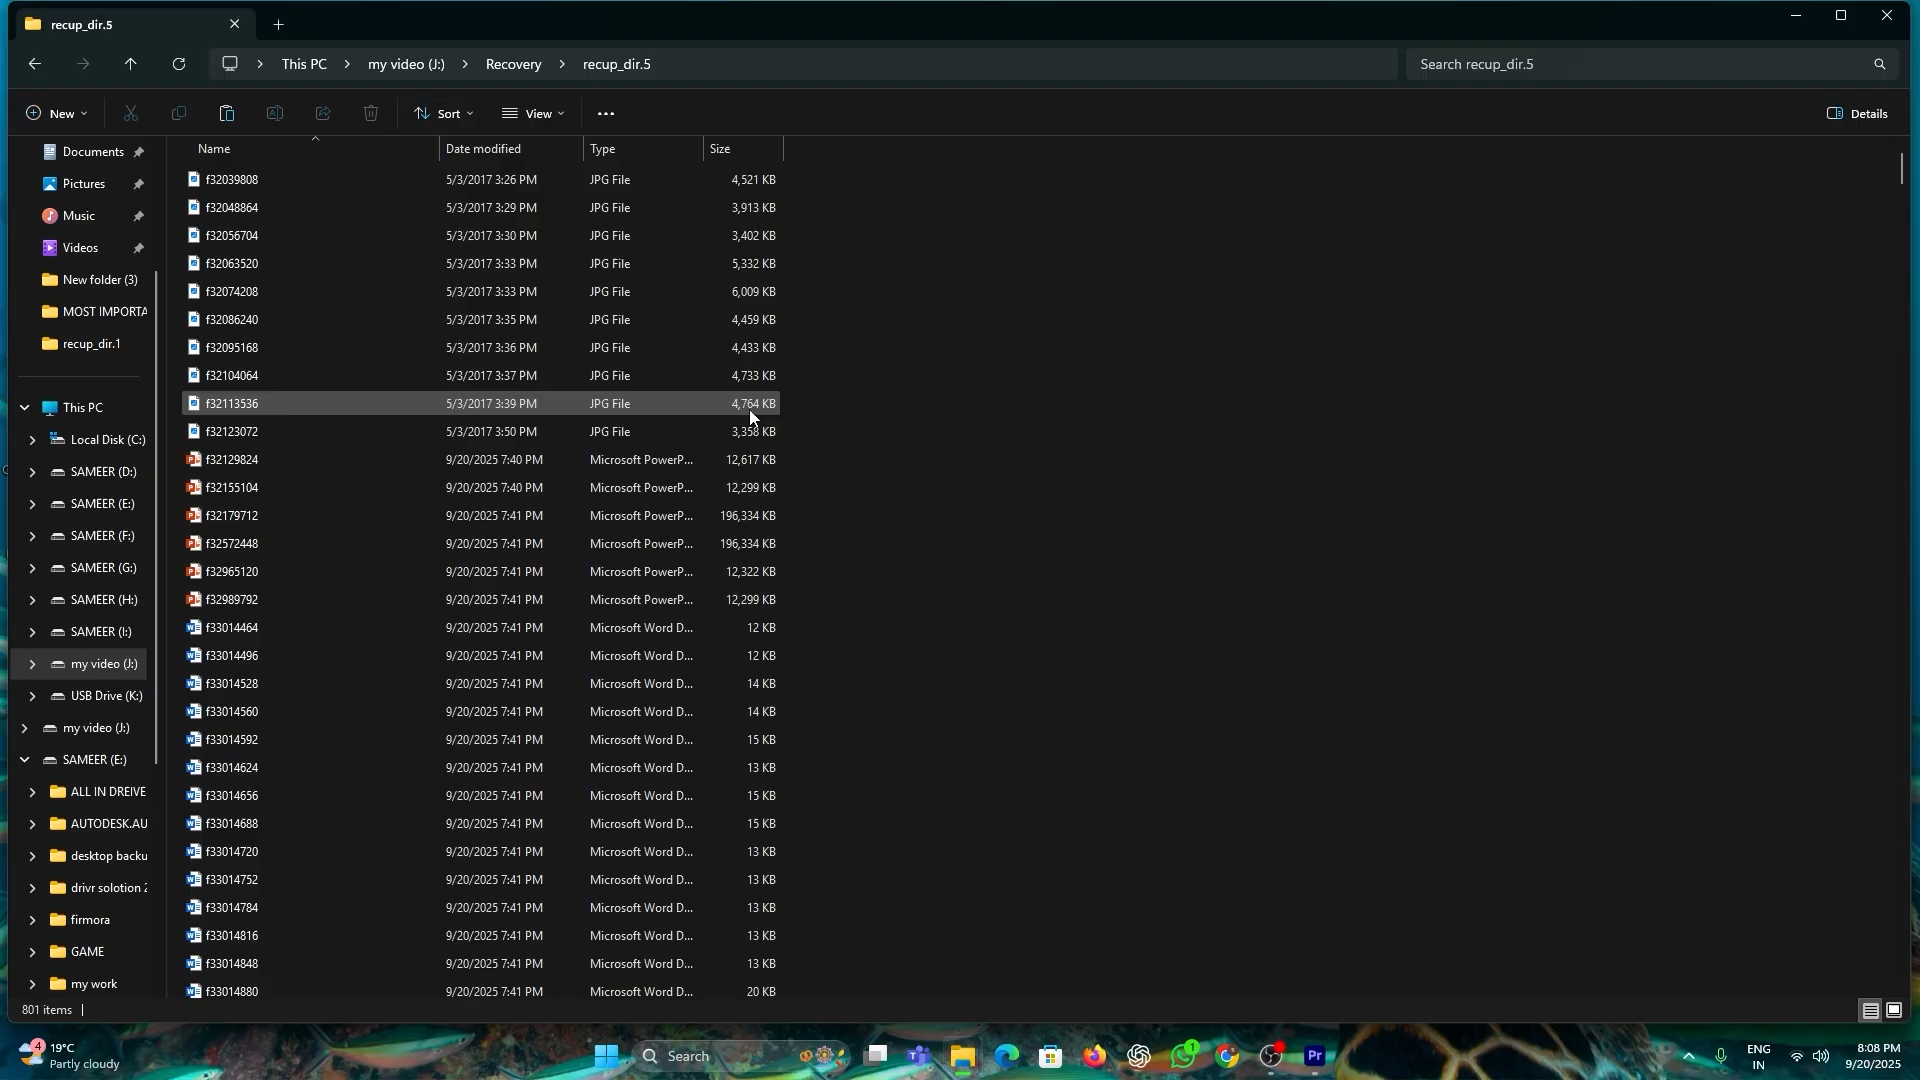 recup_dir.5
This PC
my video (J:)
Recovery
recup_dir.5
Search recup_dir.5
New
Sort
View
Details
Documents
Pictures
Music
Videos
New folder (3)
MOST IMPORTA
recup_dir.1
This PC
Local Disk (C:)
SAMEER (D:)
SAMEER (E:)
SAMEER (F:)
SAMEER (G:)
SAMEER (H:)
SAMEER (I:)
my video (J:)
USB Drive (K:)
my video (J:)
SAMEER (E:)
ALL IN DREIVE
AUTODESK.AU
desktop backu
drivr solotion 2
firmora
GAME
my work
Name Date modified Type Size
f32039808 5/3/2017 3:26 PM JPG File 4,521 KB
f32048864 5/3/2017 3:29 PM JPG File 3,913 KB
f32056704 5/3/2017 3:30 PM JPG File 3,402 KB
f32063520 5/3/2017 3:33 PM JPG File 5,332 KB
f32074208 5/3/2017 3:33 PM JPG File 6,009 KB
f32086240 5/3/2017 3:35 PM JPG File 4,459 KB
f32095168 5/3/2017 3:36 PM JPG File 4,433 KB
f32104064 5/3/2017 3:37 PM JPG File 4,733 KB
f32113536 5/3/2017 3:39 PM JPG File 4,764 KB
f32123072 5/3/2017 3:50 PM JPG File 3,358 KB
f32129824 9/20/2025 7:40 PM Microsoft PowerP... 12,617 KB
f32155104 9/20/2025 7:40 PM Microsoft PowerP... 12,299 KB
f32179712 9/20/2025 7:41 PM Microsoft PowerP... 196,334 KB
f32572448 9/20/2025 7:41 PM Microsoft PowerP... 196,334 KB
f32965120 9/20/2025 7:41 PM Microsoft PowerP... 12,322 KB
f32989792 9/20/2025 7:41 PM Microsoft PowerP... 12,299 KB
f33014464 9/20/2025 7:41 PM Microsoft Word D... 12 KB
f33014496 9/20/2025 7:41 PM Microsoft Word D... 12 KB
f33014528 9/20/2025 7:41 PM Microsoft Word D... 14 KB
f33014560 9/20/2025 7:41 PM Microsoft Word D... 14 KB
f33014592 9/20/2025 7:41 PM Microsoft Word D... 15 KB
f33014624 9/20/2025 7:41 PM Microsoft Word D... 13 KB
f33014656 9/20/2025 7:41 PM Microsoft Word D... 15 KB
f33014688 9/20/2025 7:41 PM Microsoft Word D... 15 KB
f33014720 9/20/2025 7:41 PM Microsoft Word D... 13 KB
f33014752 9/20/2025 7:41 PM Microsoft Word D... 13 KB
f33014784 9/20/2025 7:41 PM Microsoft Word D... 13 KB
f33014816 9/20/2025 7:41 PM Microsoft Word D... 13 KB
f33014848 9/20/2025 7:41 PM Microsoft Word D... 13 KB
f33014880 9/20/2025 7:41 PM Microsoft Word D... 20 KB
801 items
4
19°C
Partly cloudy
Search
1
Pr
ENG
IN
8:08 PM
9/20/2025